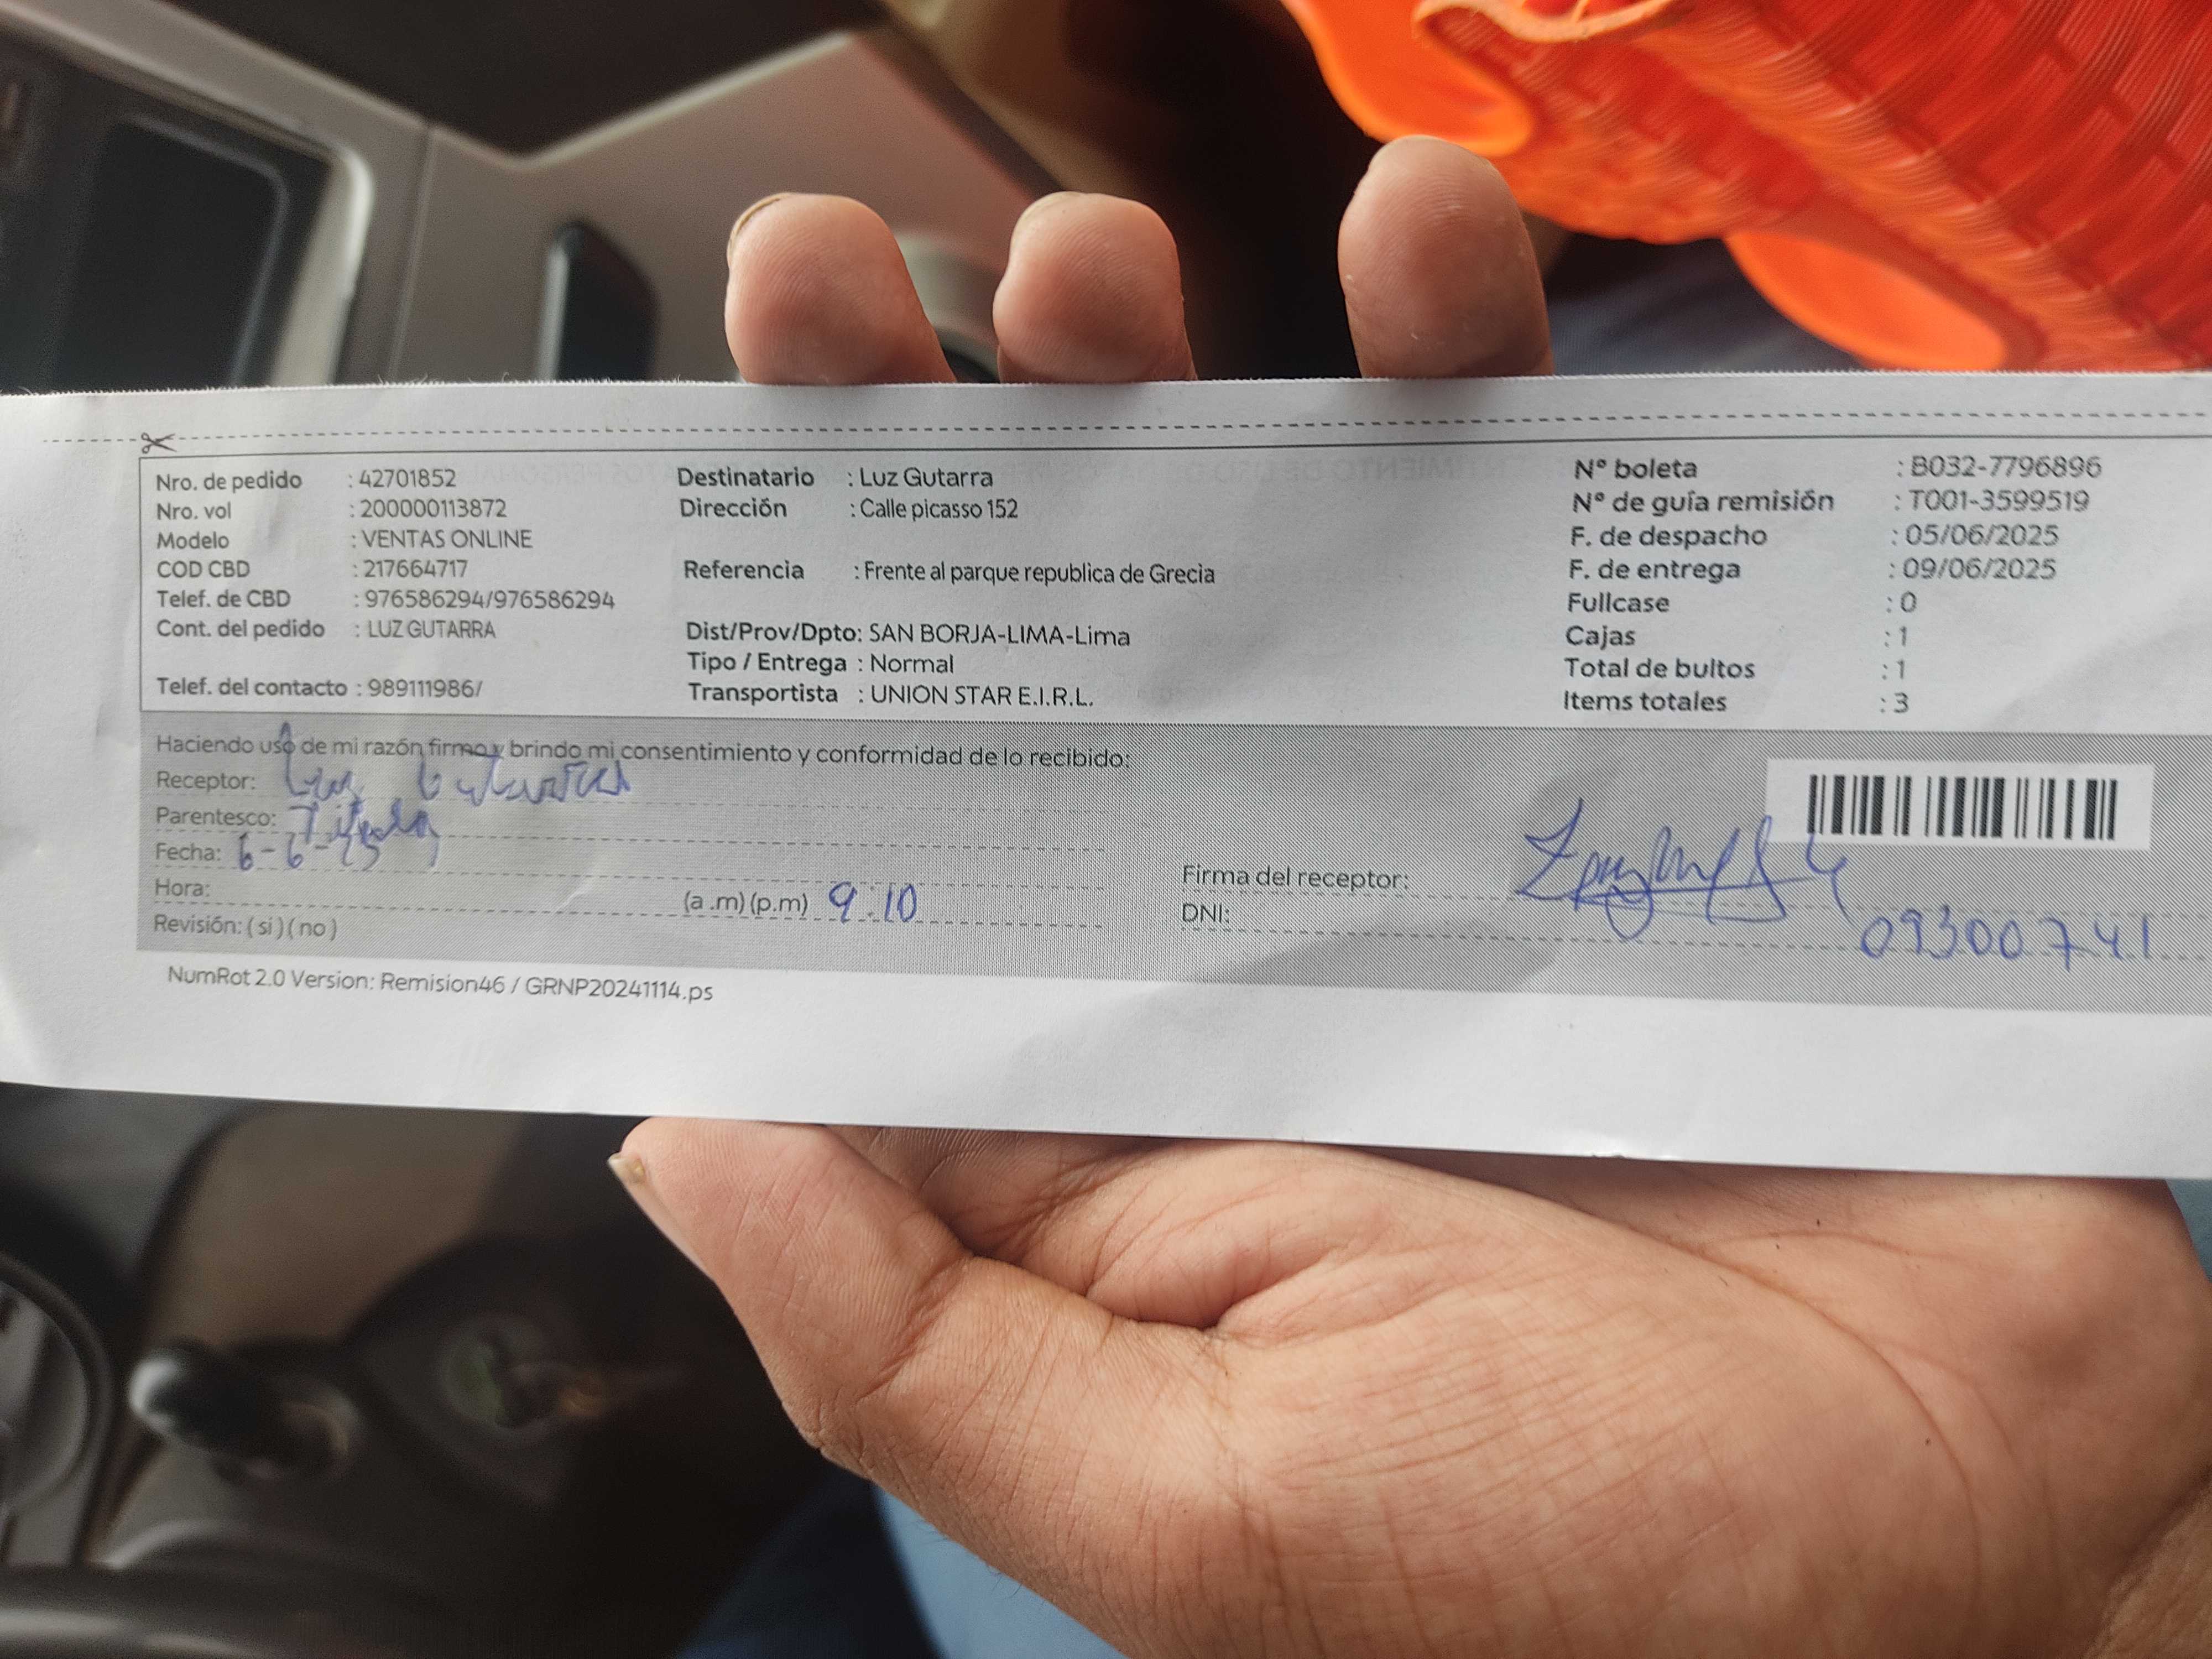 Nro. de pedido : 42701852
Nro. vol : 200000113872
Modelo : VENTAS ONLINE
COD CBD : 217664717
Telef. de CBD : 976586294/976586294
Cont. del pedido : LUZ GUTARRA
Telef. del contacto : 989111986/
Destinatario : Luz Gutarra
Dirección : Calle picasso 152
Referencia : Frente al parque republica de Grecia
Dist/Prov/Dpto: SAN BORJA-LIMA-Lima
Tipo / Entrega : Normal
Transportista : UNION STAR E.I.R.L.
N° boleta : B032-7796896
N° de guía remisión : T001-3599519
F. de despacho : 05/06/2025
F. de entrega : 09/06/2025
Fullcase : 0
Cajas : 1
Total de bultos : 1
Items totales : 3
Haciendo uso de mi razón firmo y brindo mi consentimiento y conformidad de lo recibido:
Receptor: Luz Gutarra
Parentesco: Titular
Fecha: 6-6-25
Hora: (a .m) (p.m) 9:10
Revisión: ( si ) ( no )
Firma del receptor:
DNI: 09300741
NumRot 2.0 Version: Remision46 / GRNP20241114.ps